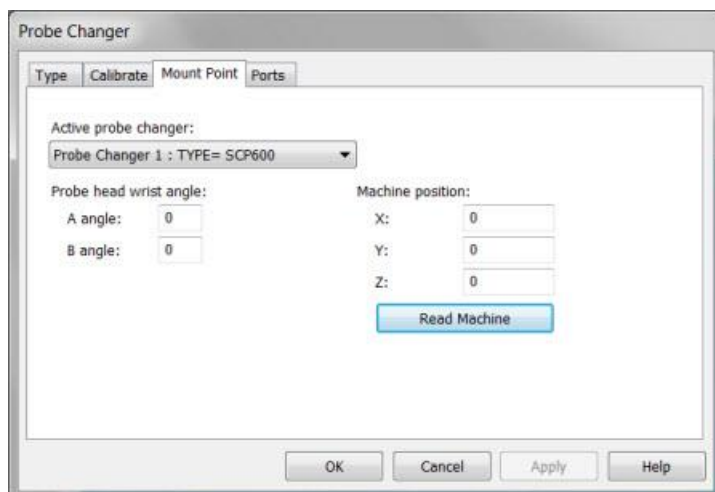 Probe Changer
Type Calibrate Mount Point Ports
Active probe changer:
Probe Changer 1 : TYPE= SCP600
Probe head wrist angle: Machine position:
A angle: 0 X: 0
B angle: 0 Y: 0
Z: 0
Read Machine
OK Cancel Apply Help